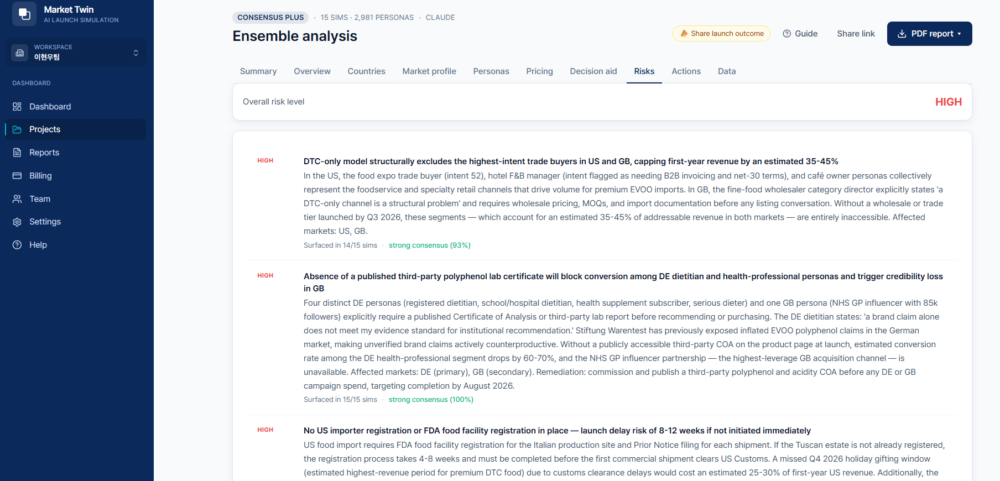 Market Twin
AI LAUNCH SIMULATION
WORKSPACE
이현우팀
DASHBOARD
Dashboard
Projects
Reports
Billing
Team
Settings
Help
CONSENSUS PLUS · 15 SIMS · 2,981 PERSONAS · CLAUDE
Ensemble analysis
Share launch outcome
Guide
Share link
PDF report
Summary Overview Countries Market profile Personas Pricing Decision aid Risks Actions Data
Overall risk level HIGH
HIGH
DTC-only model structurally excludes the highest-intent trade buyers in US and GB, capping first-year revenue by an estimated 35-45%
In the US, the food expo trade buyer (intent 52), hotel F&B manager (intent flagged as needing B2B invoicing and net-30 terms), and café owner personas collectively
represent the foodservice and specialty retail channels that drive volume for premium EVOO imports. In GB, the fine-food wholesaler category director explicitly states 'a
DTC-only channel is a structural problem' and requires wholesale pricing, MOQs, and import documentation before any listing conversation. Without a wholesale or trade
tier launched by Q3 2026, these segments — which account for an estimated 35-45% of addressable revenue in both markets — are entirely inaccessible. Affected
markets: US, GB.
Surfaced in 14/15 sims · strong consensus (93%)
HIGH
Absence of a published third-party polyphenol lab certificate will block conversion among DE dietitian and health-professional personas and trigger credibility loss
in GB
Four distinct DE personas (registered dietitian, school/hospital dietitian, health supplement subscriber, serious dieter) and one GB persona (NHS GP influencer with 85k
followers) explicitly require a published Certificate of Analysis or third-party lab report before recommending or purchasing. The DE dietitian states: 'a brand claim alone
does not meet my evidence standard for institutional recommendation.' Stiftung Warentest has previously exposed inflated EVOO polyphenol claims in the German
market, making unverified brand claims actively counterproductive. Without a publicly accessible third-party COA on the product page at launch, estimated conversion
rate among the DE health-professional segment drops by 60-70%, and the NHS GP influencer partnership — the highest-leverage GB acquisition channel — is
unavailable. Affected markets: DE (primary), GB (secondary). Remediation: commission and publish a third-party polyphenol and acidity COA before any DE or GB
campaign spend, targeting completion by August 2026.
Surfaced in 15/15 sims · strong consensus (100%)
HIGH
No US importer registration or FDA food facility registration in place — launch delay risk of 8-12 weeks if not initiated immediately
US food import requires FDA food facility registration for the Italian production site and Prior Notice filing for each shipment. If the Tuscan estate is not already registered,
the registration process takes 4-8 weeks and must be completed before the first commercial shipment clears US Customs. A missed Q4 2026 holiday gifting window
(estimated highest-revenue period for premium DTC food) due to customs clearance delays would cost an estimated 25-30% of first-year US revenue. Additionally, the